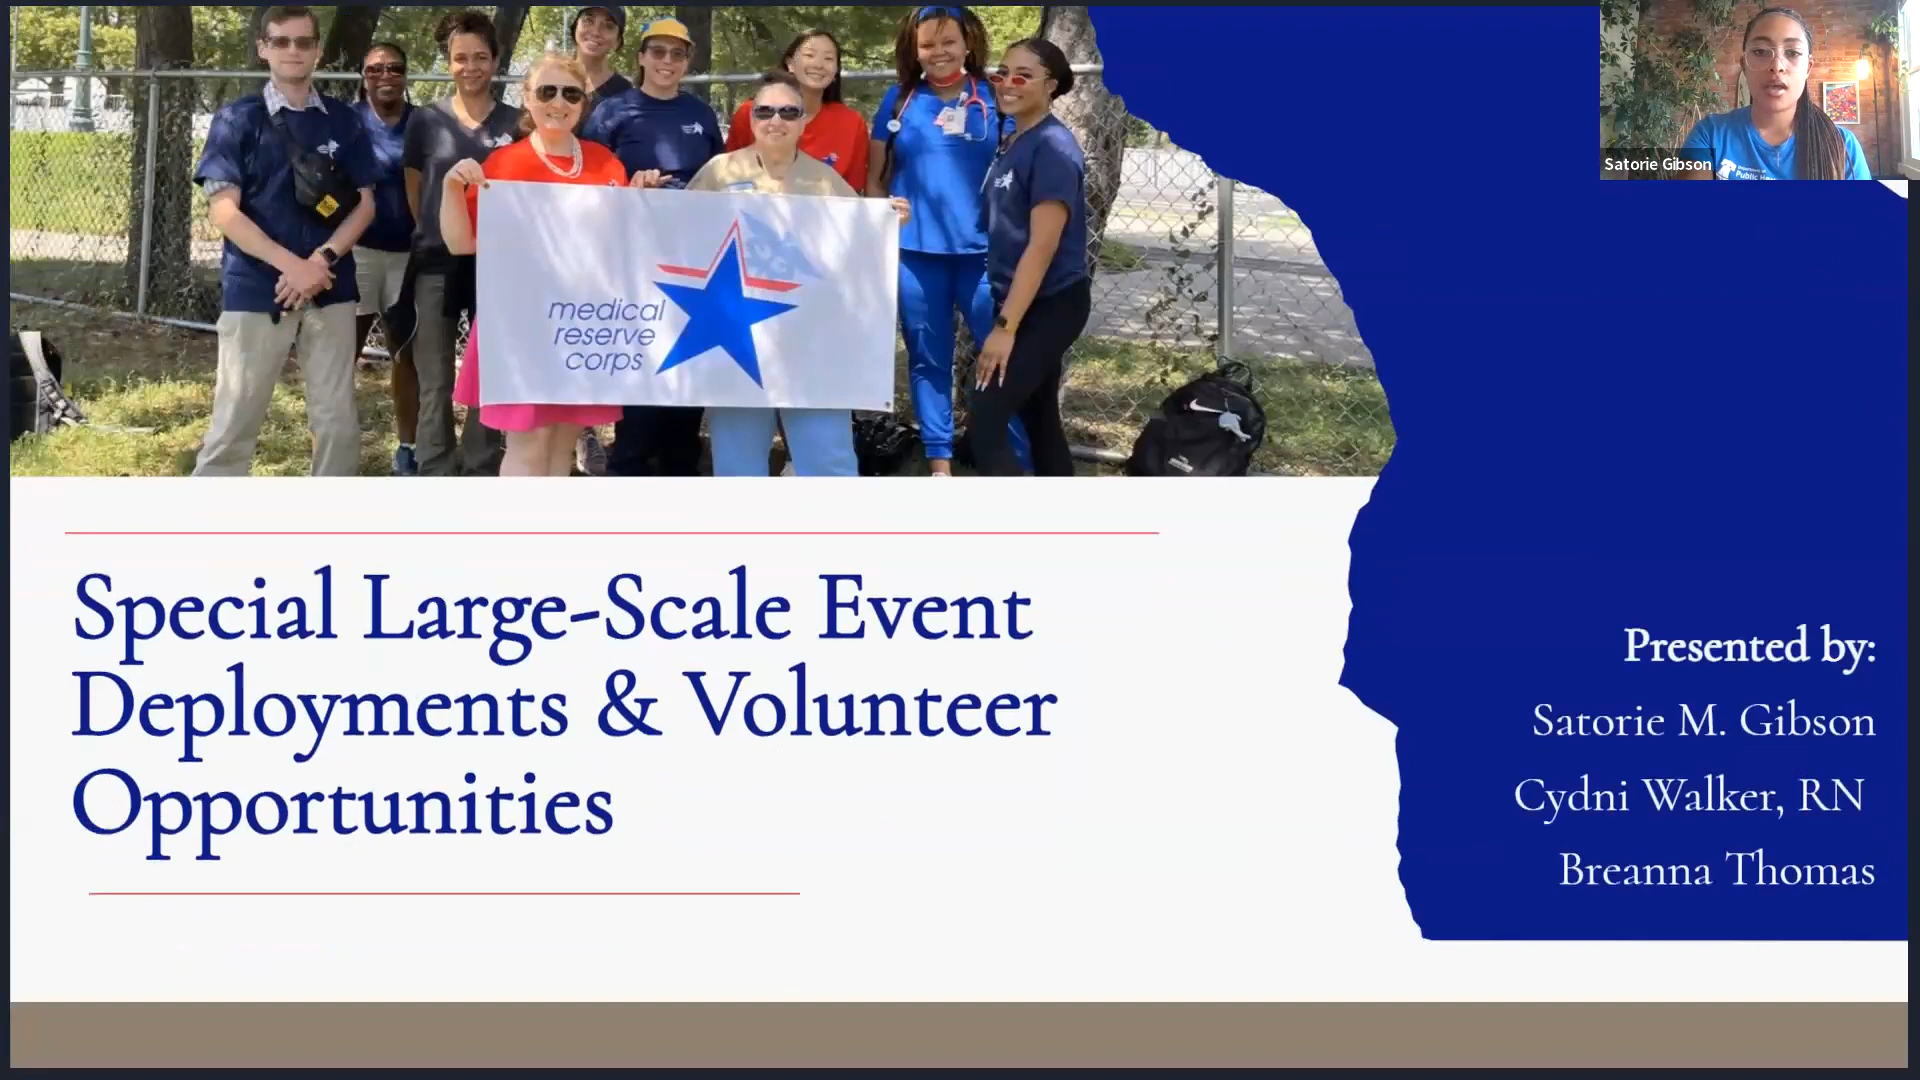 medical
reserve
corps
Satorie Gibson
Public
Special Large-Scale Event
Deployments & Volunteer
Opportunities
Presented by:
Satorie M. Gibson
Cydni Walker, RN
Breanna Thomas